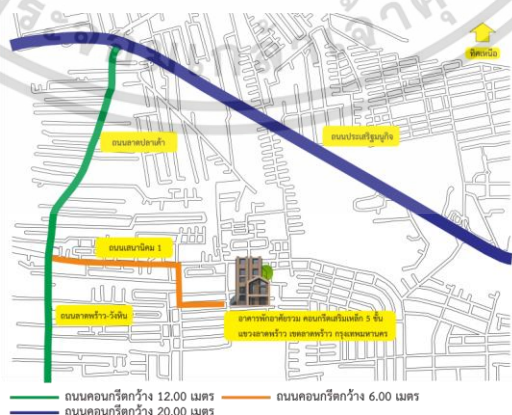 ทิศเหนือ
ถนนลาดปลาเค้า
ถนนประเสริฐมนูกิจ
ถนนเสนานิคม 1
ถนนลาดพร้าว-วังหิน
อาคารพักอาศัยรวม คอนกรีตเสริมเหล็ก 5 ชั้น
แขวงลาดพร้าว เขตลาดพร้าว กรุงเทพมหานคร
ถนนคอนกรีตกว้าง 12.00 เมตร
ถนนคอนกรีตกว้าง 6.00 เมตร
ถนนคอนกรีตกว้าง 20.00 เมตร